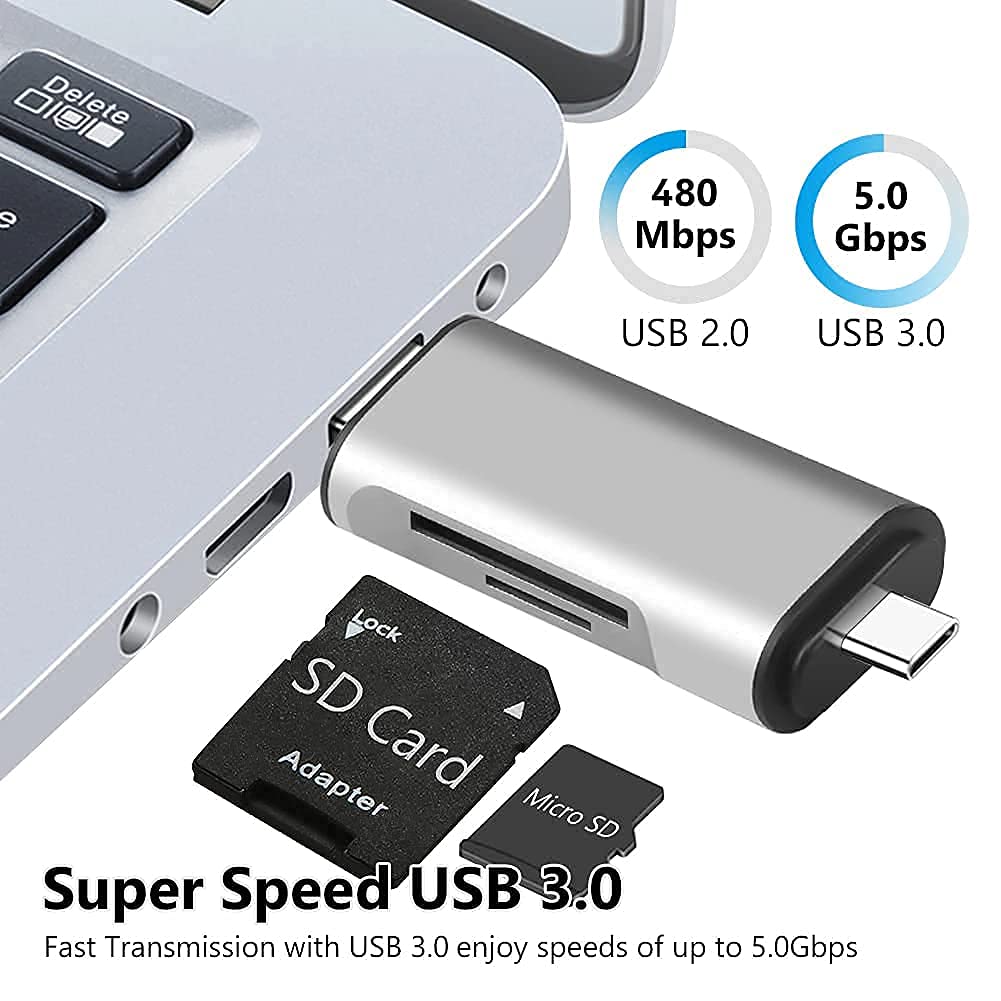 Delete
e
480
Mbps
USB 2.0
5.0
Gbps
USB 3.0
Lock
SD Card
Adapter
Micro SD
Super Speed USB 3.0
Fast Transmission with USB 3.0 enjoy speeds of up to 5.0Gbps